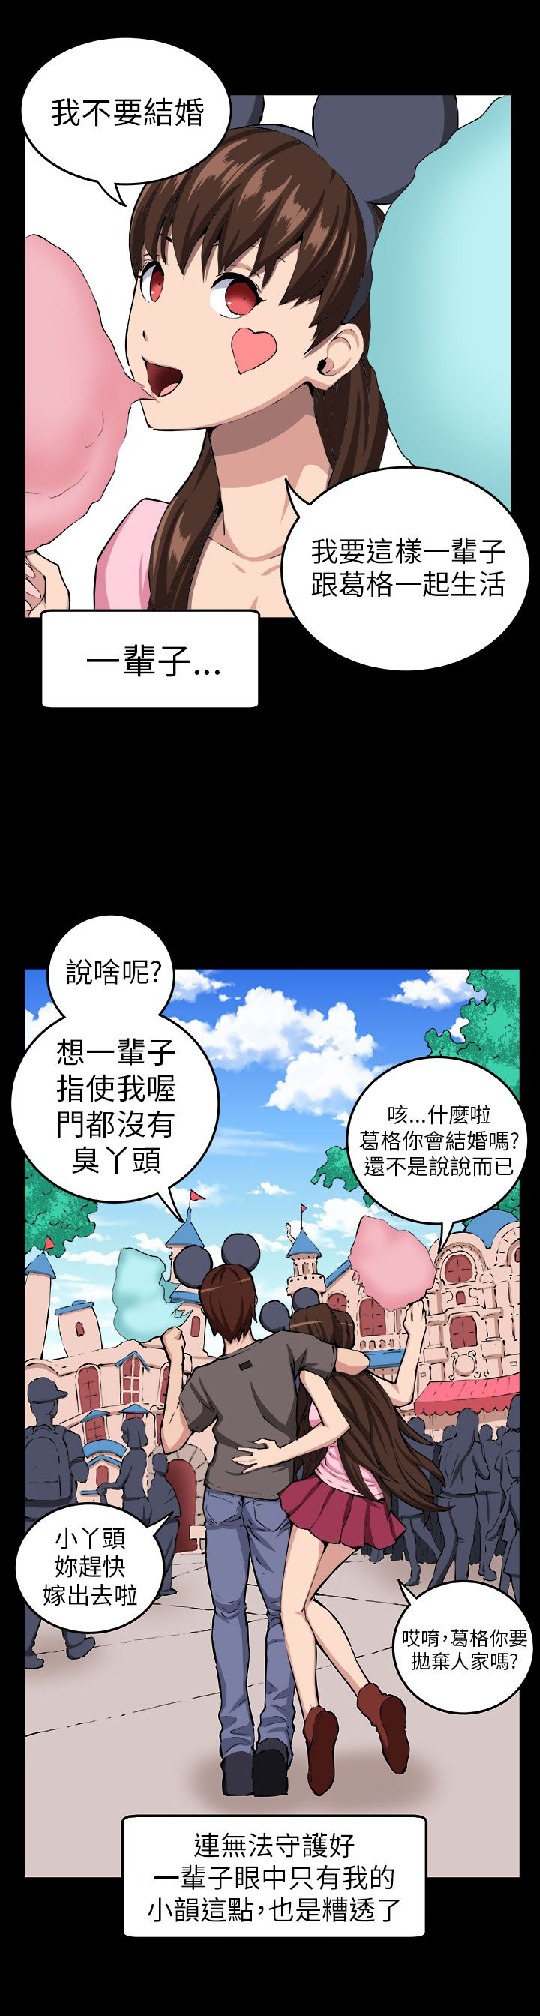 我不要結婚
我要這樣一輩子
跟葛格一起生活
一輩子...
說啥呢?
想一輩子
指使我喔
門都沒有
臭丫頭
咳...什麼啦
葛格你會結婚嗎?
還不是說說而已
小丫頭
妳趕快
嫁出去啦
哎唷,葛格你要
拋棄人家嗎?
連無法守護好
一輩子眼中只有我的
小韻這點,也是糟透了